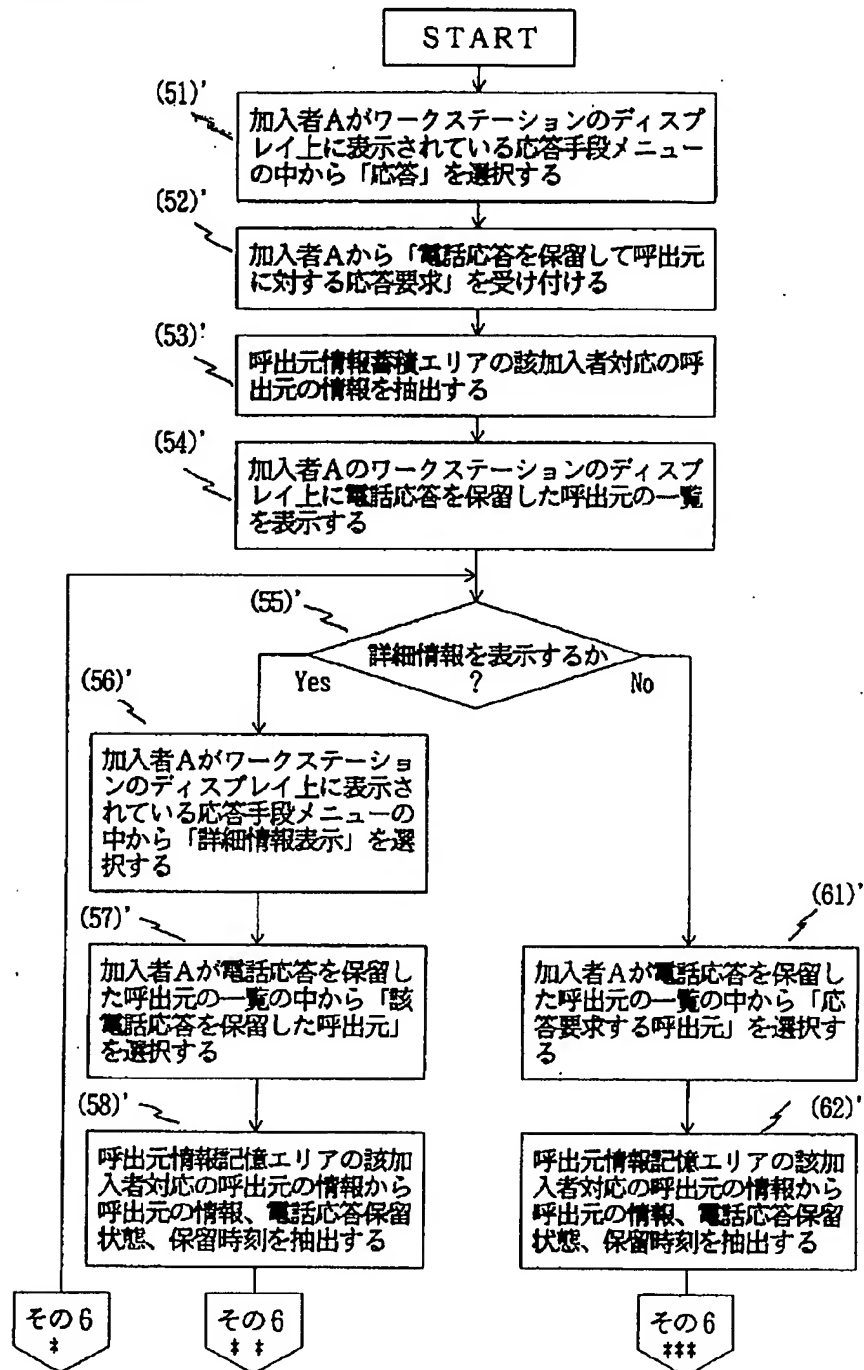 START
(51)'
加入者Aがワークステーションのディスプ
レイ上に表示されている応答手段メニュー
の中から「応答」を選択する
(52)'
加入者Aから「電話応答を保留して呼出元
に対する応答要求」を受け付ける
(53)'
呼出元情報蓄積エリアの該加入者対応の呼
出元の情報を抽出する
(54)'
加入者Aのワークステーションのディスプ
レイ上に電話応答を保留した呼出元の一覧
を表示する
(55)'
詳細情報を表示するか
?
Yes
No
(56)'
加入者Aがワークステーショ
ンのディスプレイ上に表示さ
れている応答手段メニューの
中から「詳細情報表示」を選
択する
(57)'
加入者Aが電話応答を保留し
た呼出元の一覧の中から「該
電話応答を保留した呼出元」
を選択する
(58)'
呼出元情報記憶エリアの該加
入者対応の呼出元の情報から
呼出元の情報、電話応答保留
状態、保留時刻を抽出する
(61)'
加入者Aが電話応答を保留し
た呼出元の一覧の中から「応
答要求する呼出元」を選択す
る
(62)'
呼出元情報記憶エリアの該加
入者対応の呼出元の情報から
呼出元の情報、電話応答保留
状態、保留時刻を抽出する
その6
*
その6
* *
その6
***